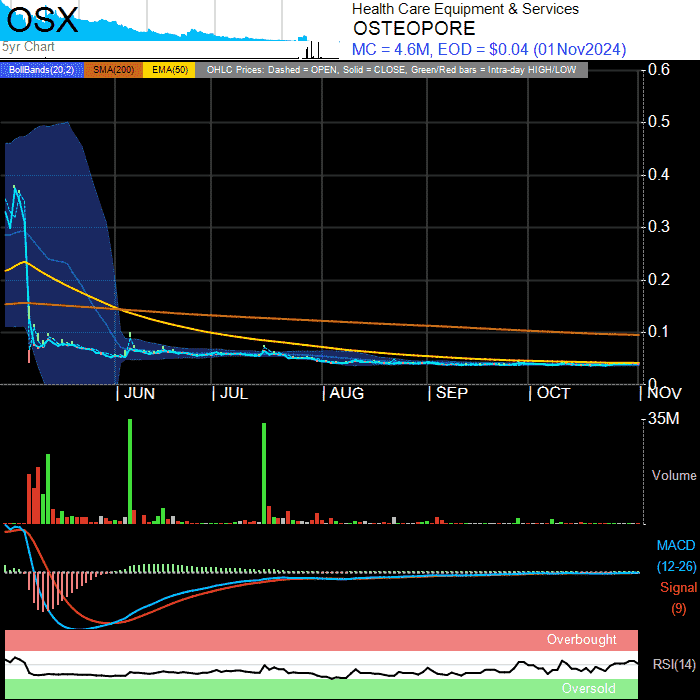 OSX
5yr Chart
Health Care Equipment & Services
OSTEOPORE
MC = 4.6M, EOD = $0.04 (01Nov2024)
BollBands(20,2) SMA(200) EMA(50) OHLC Prices: Dashed = OPEN, Solid = CLOSE, Green/Red bars = Intra-day HIGH/LOW
0.6
0.5
0.4
0.3
0.2
0.1
0
JUN JUL AUG SEP OCT NOV
35M
Volume
MACD
(12-26)
Signal
(9)
Overbought
RSI(14)
Oversold